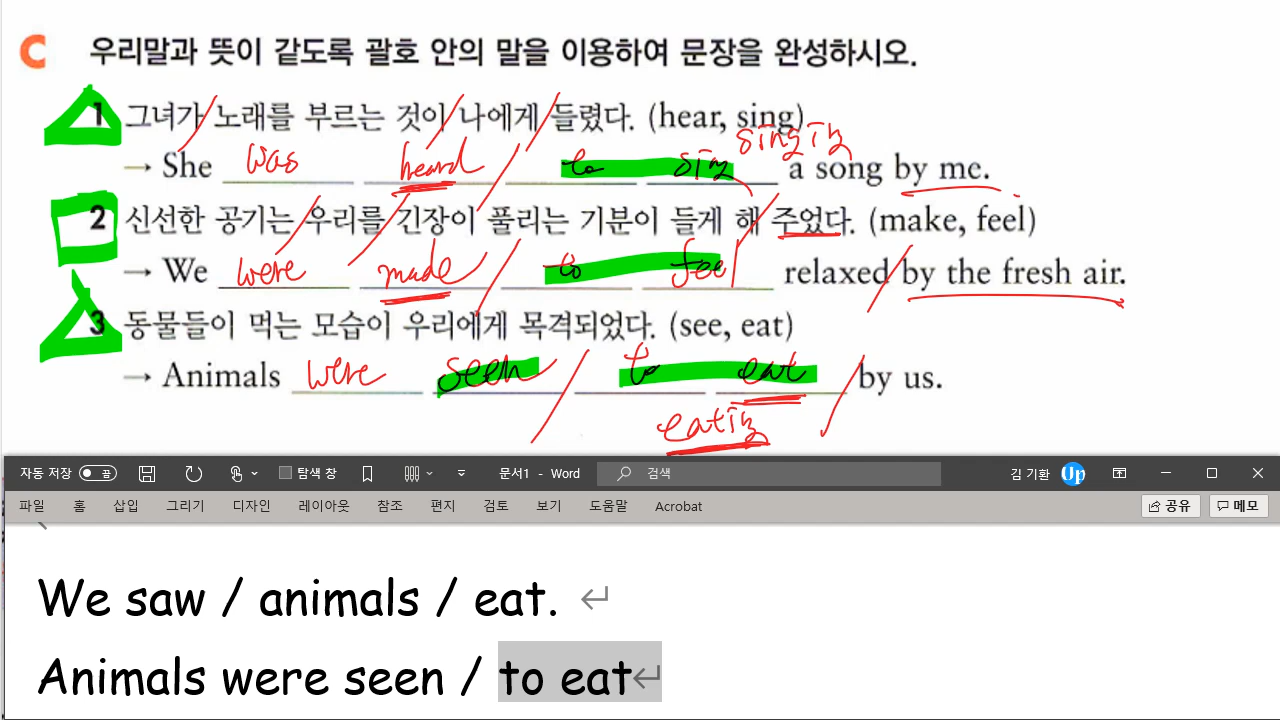 C 우리말과 뜻이 같도록 괄호 안의 말을 이용하여 문장을 완성하시오.
1 그녀가 노래를 부르는 것이 나에게 들렸다. (hear, sing)
singing
→ She was heard to sing a song by me.
2 신선한 공기는 우리를 긴장이 풀리는 기분이 들게 해 주었다. (make, feel)
→ We were made to feel relaxed by the fresh air.
3 동물들이 먹는 모습이 우리에게 목격되었다. (see, eat)
→ Animals were seen to eat by us.
eating
자동 저장 끔 탐색 창 문서1 - Word 검색 김 기환 Up
파일 홈 삽입 그리기 디자인 레이아웃 참조 편지 검토 보기 도움말 Acrobat 공유 메모
We saw / animals / eat. ↵
Animals were seen / to eat↵